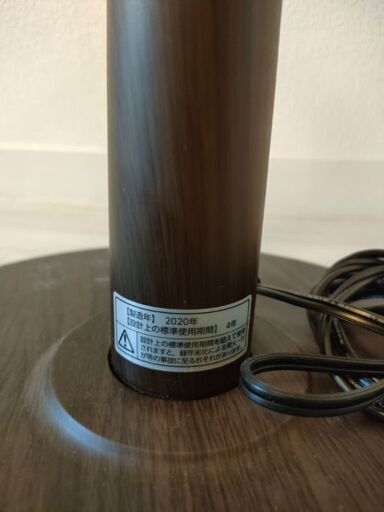 【製造年】 2020年
【設計上の標準使用期間】 4年
設計上の標準使用期間を超えて使用
されますと、経年劣化による発火・け
が等の事故に至るおそれがあります。